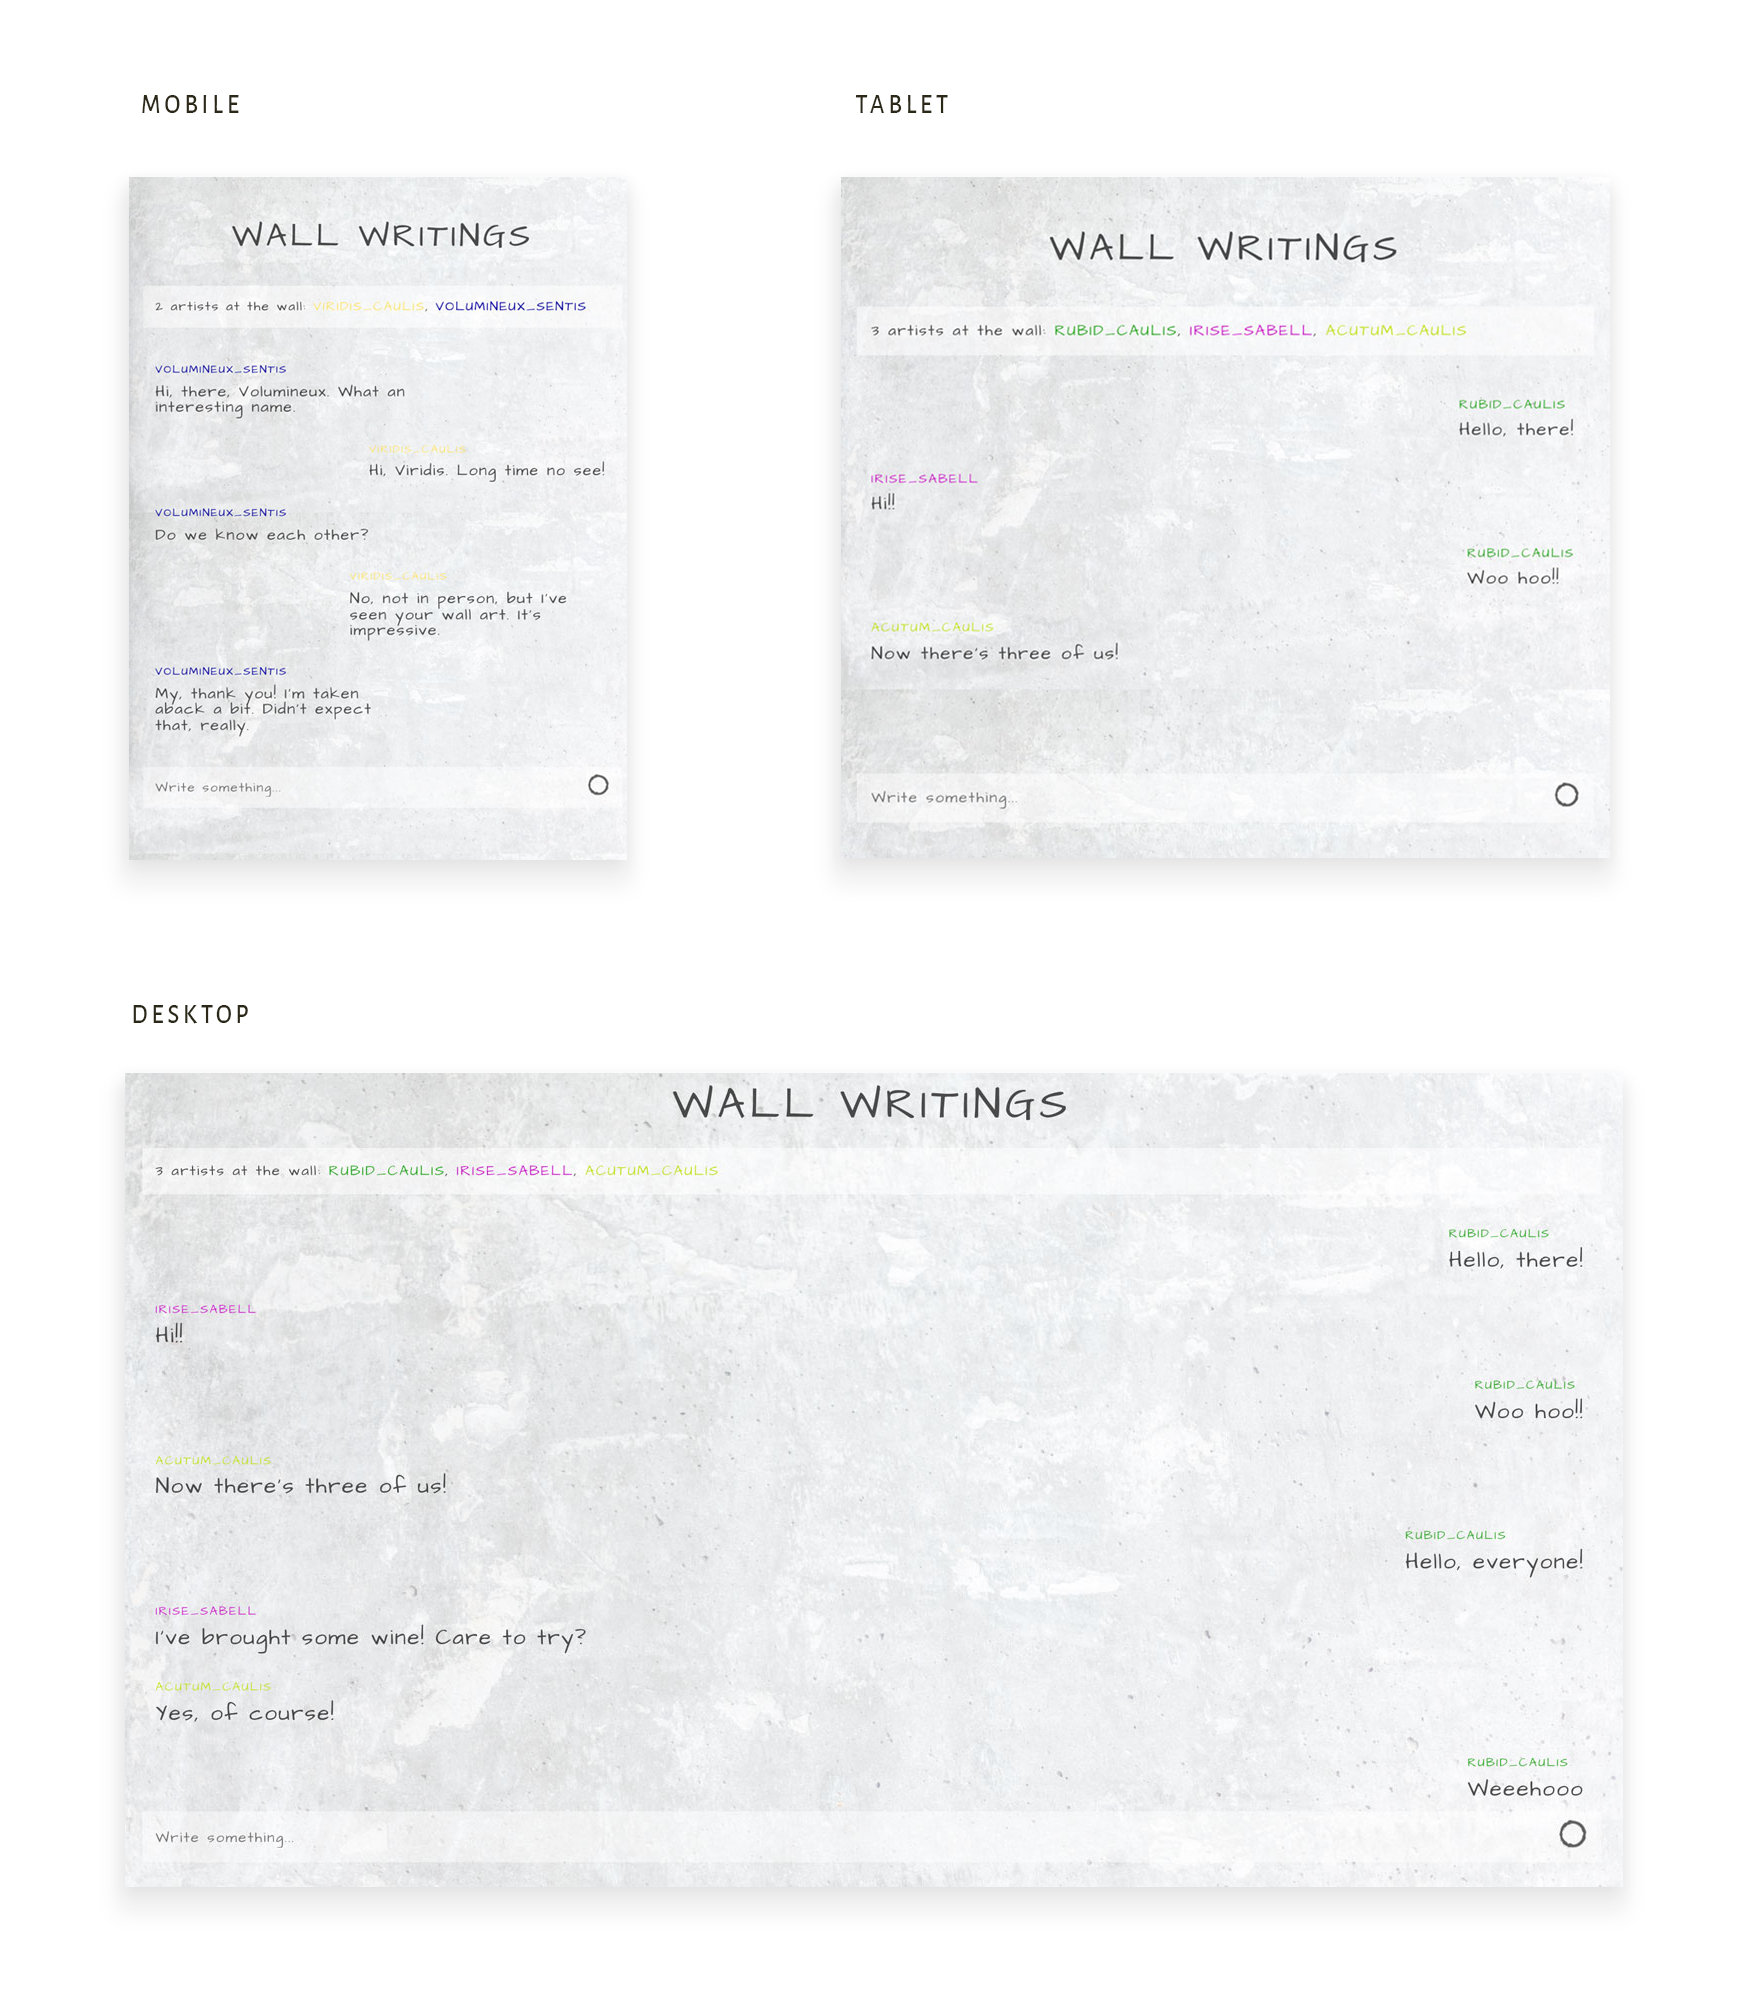 MOBILE
WALL WRITINGS
2 artists at the wall: VIRIDIS_CAULIS, VOLUMINEUX_SENTIS
VOLUMINEUX_SENTIS
Hi, there, Volumineux. What an
interesting name.
VIRIDIS_CAULIS
Hi, Viridis. Long time no see!
VOLUMINEUX_SENTIS
Do we know each other?
VIRIDIS_CAULIS
No, not in person, but I've
seen your wall art. It's
impressive.
VOLUMINEUX_SENTIS
My, thank you! I'm taken
aback a bit. Didn't expect
that, really.
Write something...
TABLET
WALL WRITINGS
3 artists at the wall: RUBID_CAULIS, IRISE_SABELL, ACUTUM_CAULIS
RUBID_CAULIS
Hello, there!
IRISE_SABELL
Hi!!
RUBID_CAULIS
Woo hoo!!
ACUTUM_CAULIS
Now there's three of us!
Write something...
DESKTOP
WALL WRITINGS
3 artists at the wall: RUBID_CAULIS, IRISE_SABELL, ACUTUM_CAULIS
RUBID_CAULIS
Hello, there!
IRISE_SABELL
Hi!!
RUBID_CAULIS
Woo hoo!!
ACUTUM_CAULIS
Now there's three of us!
RUBID_CAULIS
Hello, everyone!
IRISE_SABELL
I've brought some wine! Care to try?
ACUTUM_CAULIS
Yes, of course!
RUBID_CAULIS
Weeehooo
Write something...